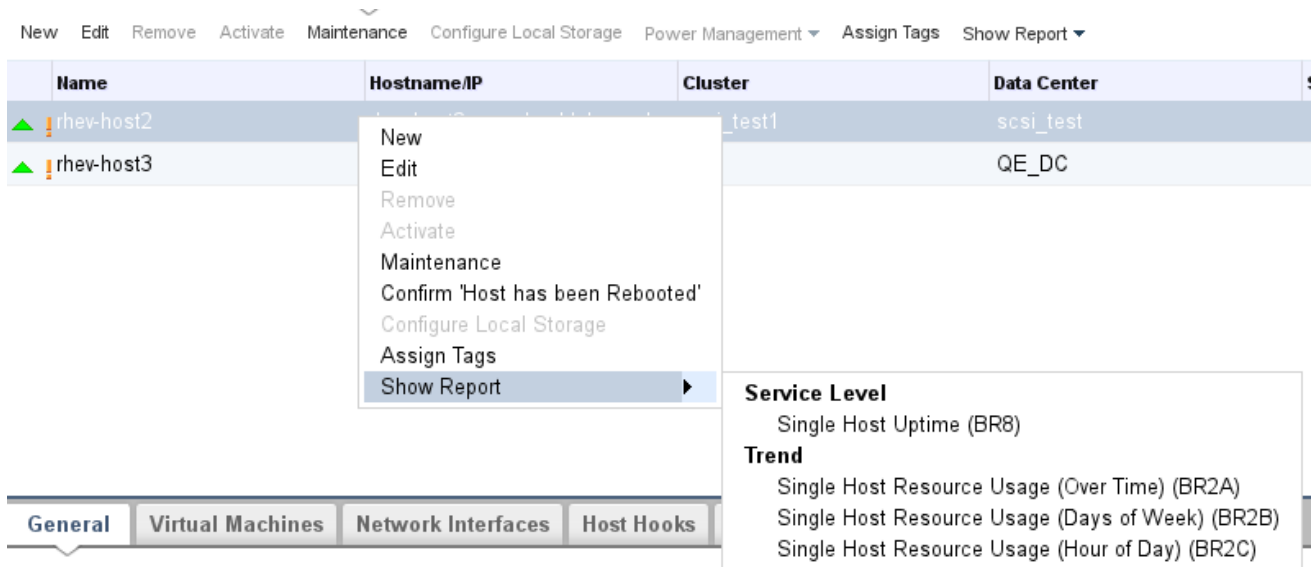 New Edit Remove Activate Maintenance Configure Local Storage Power Management Assign Tags Show Report
Name Hostname/IP Cluster Data Center
rhev-host2 _test1 scsi_test
rhev-host3 QE_DC
New
Edit
Remove
Activate
Maintenance
Confirm 'Host has been Rebooted'
Configure Local Storage
Assign Tags
Show Report
Service Level
Single Host Uptime (BR8)
Trend
Single Host Resource Usage (Over Time) (BR2A)
Single Host Resource Usage (Days of Week) (BR2B)
Single Host Resource Usage (Hour of Day) (BR2C)
General Virtual Machines Network Interfaces Host Hooks